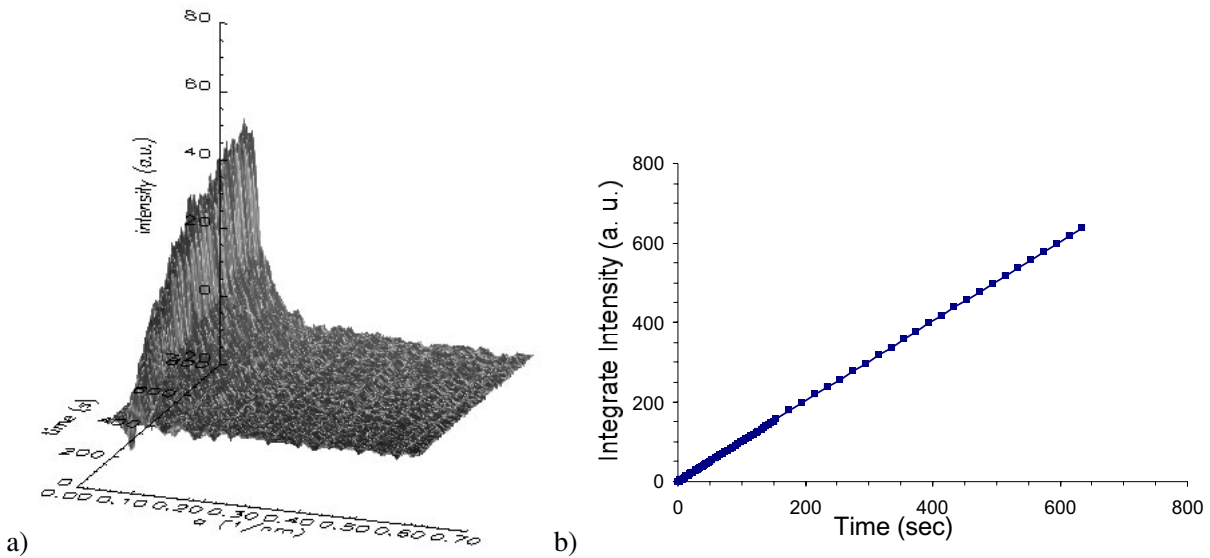 80
60
40
20
0
-20
intensity (a.u.)
time (s)
200
0
0.00 0.10 0.20 0.30 0.40 0.50 0.60 0.70
q (1/nm)
a)
800
600
400
200
0
Integrate Intensity (a. u.)
0 200 400 600 800
Time (sec)
b)